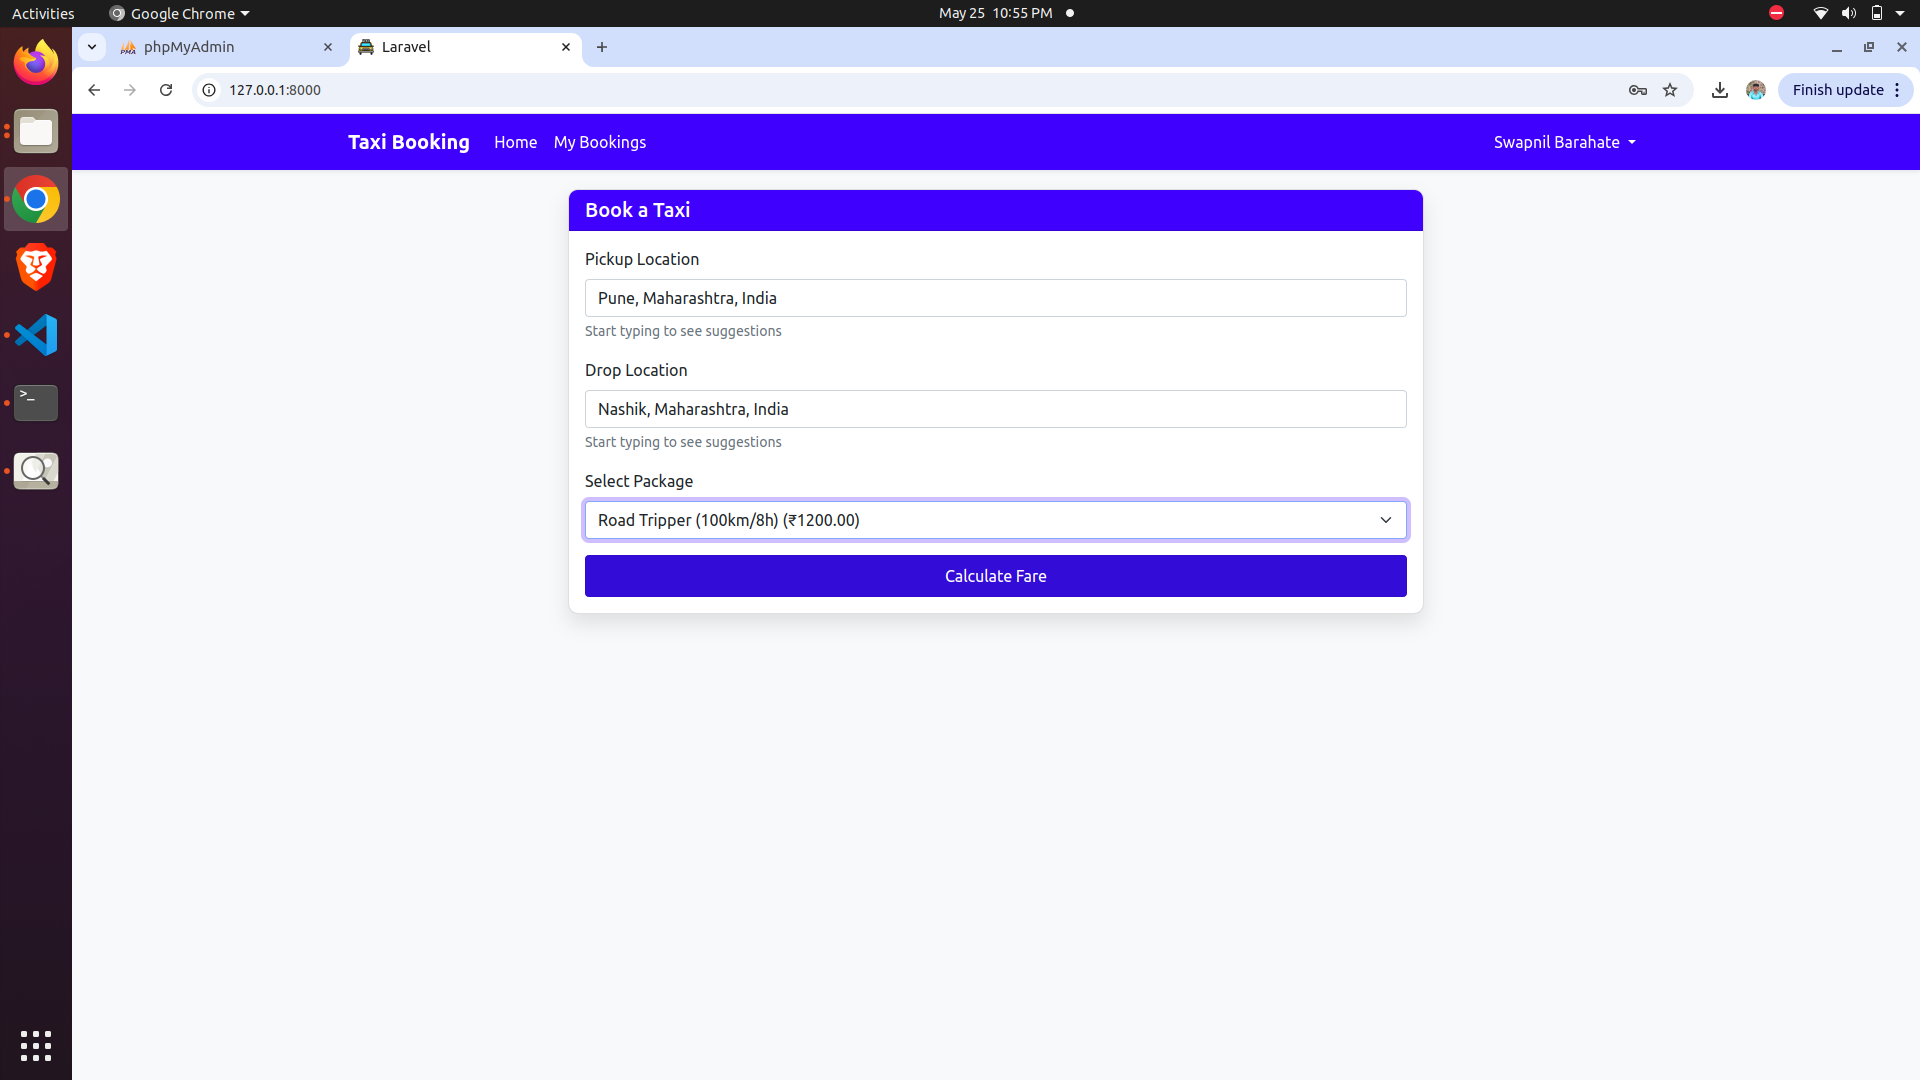 Activities
Google Chrome
May 25 10:55 PM
phpMyAdmin
Laravel
127.0.0.1:8000
Finish update
Taxi Booking
Home
My Bookings
Swapnil Barahate
Book a Taxi
Pickup Location
Pune, Maharashtra, India
Start typing to see suggestions
Drop Location
Nashik, Maharashtra, India
Start typing to see suggestions
Select Package
Road Tripper (100km/8h) (₹1200.00)
Calculate Fare